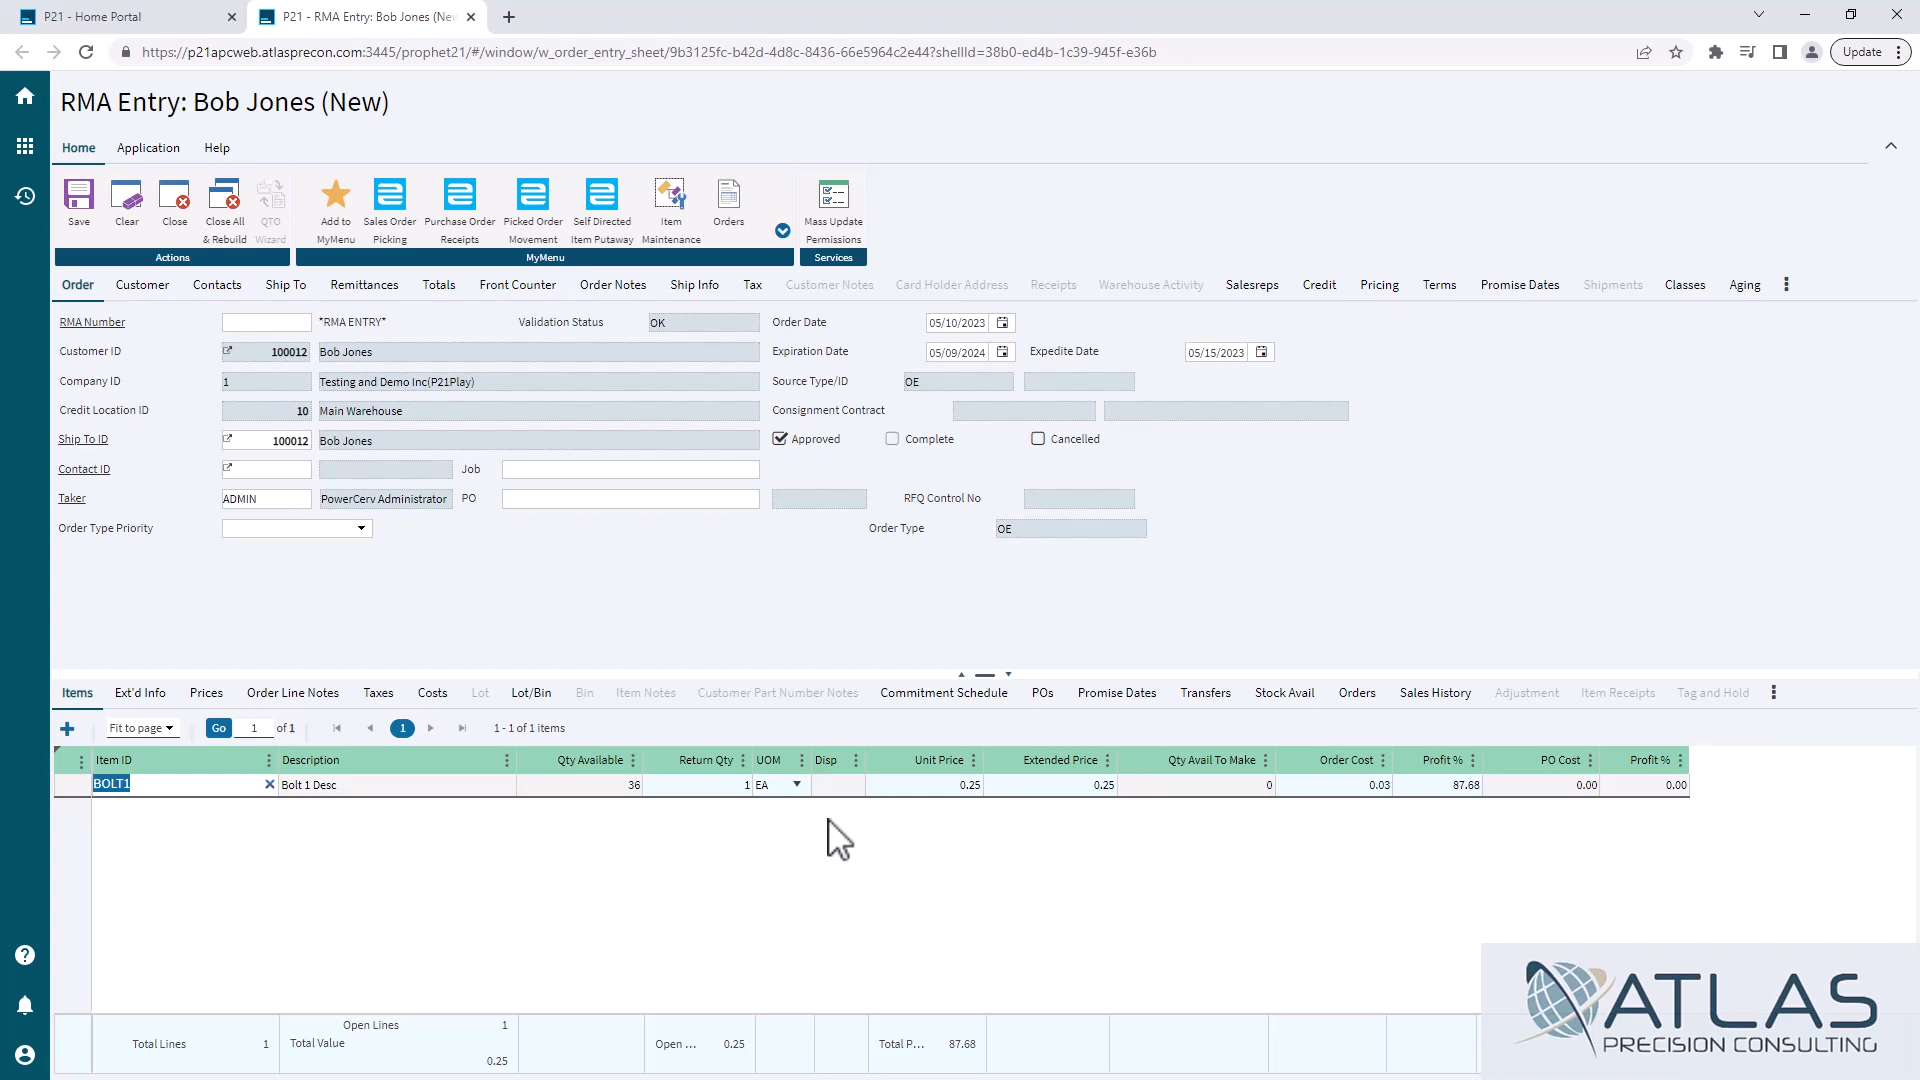 P21 - Home Portal
P21 - RMA Entry: Bob Jones (Nev
https://p21apcweb.atlasprecon.com:3445/prophet21/#/window/w_order_entry_sheet/9b3125fc-b42d-4d8c-8436-66e5964c2e44?shellId=38b0-ed4b-1c39-945f-e36b
Update
RMA Entry: Bob Jones (New)
Home Application Help
Save
Clear
Close
Close All & Rebuild
QTO Wizard
Add to MyMenu
Sales Order Picking
Purchase Order Receipts
Picked Order Movement
Self Directed Item Putaway
Item Maintenance
Orders
Mass Update Permissions
Actions
MyMenu
Services
Order Customer Contacts Ship To Remittances Totals Front Counter Order Notes Ship Info Tax Customer Notes Card Holder Address Receipts Warehouse Activity Salesreps Credit Pricing Terms Promise Dates Shipments Classes Aging
RMA Number *RMA ENTRY* Validation Status OK Order Date 05/10/2023
Customer ID 100012 Bob Jones Expiration Date 05/09/2024 Expedite Date 05/15/2023
Company ID 1 Testing and Demo Inc(P21Play) Source Type/ID OE
Credit Location ID 10 Main Warehouse Consignment Contract
Ship To ID 100012 Bob Jones Approved Complete Cancelled
Contact ID Job
Taker ADMIN PowerCerv Administrator PO RFQ Control No
Order Type Priority Order Type OE
Items Ext'd Info Prices Order Line Notes Taxes Costs Lot Lot/Bin Bin Item Notes Customer Part Number Notes Commitment Schedule POs Promise Dates Transfers Stock Avail Orders Sales History Adjustment Item Receipts Tag and Hold
Fit to page Go 1 of 1 1 1 - 1 of 1 items
Item ID Description Qty Available Return Qty UOM Disp Unit Price Extended Price Qty Avail To Make Order Cost Profit % PO Cost Profit %
BOLT1 Bolt 1 Desc 36 1 EA 0.25 0.25 0 0.03 87.68 0.00 0.00
Open Lines 1
Total Lines 1 Total Value Open ... 0.25 Total P... 87.68
0.25
ATLAS
PRECISION CONSULTING